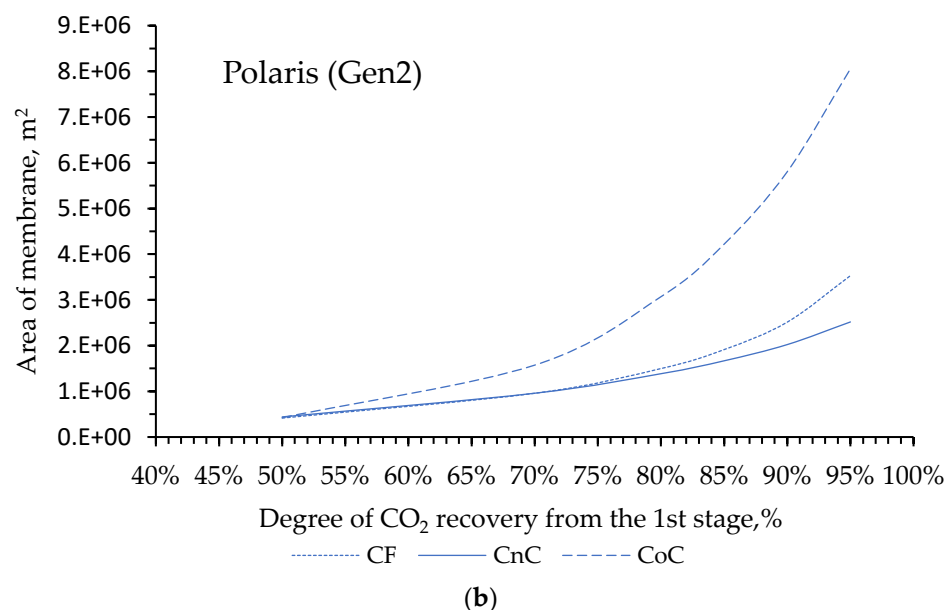 9.E+06
8.E+06
7.E+06
6.E+06
5.E+06
4.E+06
3.E+06
2.E+06
1.E+06
0.E+00
Area of membrane, m²
Polaris (Gen2)
40% 45% 50% 55% 60% 65% 70% 75% 80% 85% 90% 95% 100%
Degree of CO₂ recovery from the 1st stage,%
CF CnC CoC
(b)